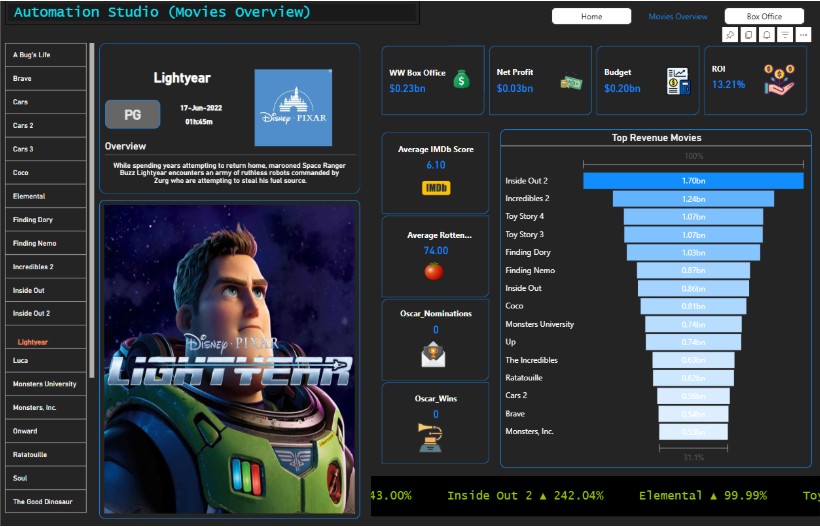 Automation Studio (Movies Overview)
Home
Movies Overview
Box Office
A Bug's Life
Brave
Cars
Cars 2
Cars 3
Coco
Elemental
Finding Dory
Finding Nemo
Incredibles 2
Inside Out
Inside Out 2
Lightyear
Luca
Monsters University
Monsters, Inc.
Onward
Ratatouille
Soul
The Good Dinosaur
Lightyear
PG
17-Jun-2022
01h:45m
Disney · PIXAR
Overview
While spending years attempting to return home, marooned Space Ranger
Buzz Lightyear encounters an army of ruthless robots commanded by
Zurg who are attempting to steal his fuel source.
Disney · PIXAR
LIGHTYEAR
WW Box Office
$0.23bn
Net Profit
$0.03bn
Budget
$0.20bn
ROI
13.21%
Average IMDb Score
6.10
IMDb
Average Rotten...
74.00
Oscar_Nominations
0
Oscar_Wins
0
Top Revenue Movies
100%
Inside Out 2 1.70bn
Incredibles 2 1.24bn
Toy Story 4 1.07bn
Toy Story 3 1.07bn
Finding Dory 1.03bn
Finding Nemo 0.87bn
Inside Out 0.86bn
Coco 0.81bn
Monsters University 0.74bn
Up 0.74bn
The Incredibles 0.63bn
Ratatouille 0.62bn
Cars 2
Brave 0.54bn
Monsters, Inc. 0.53bn
31.1%
43.00% Inside Out 2 ▲ 242.04% Elemental ▲ 99.99% Toy